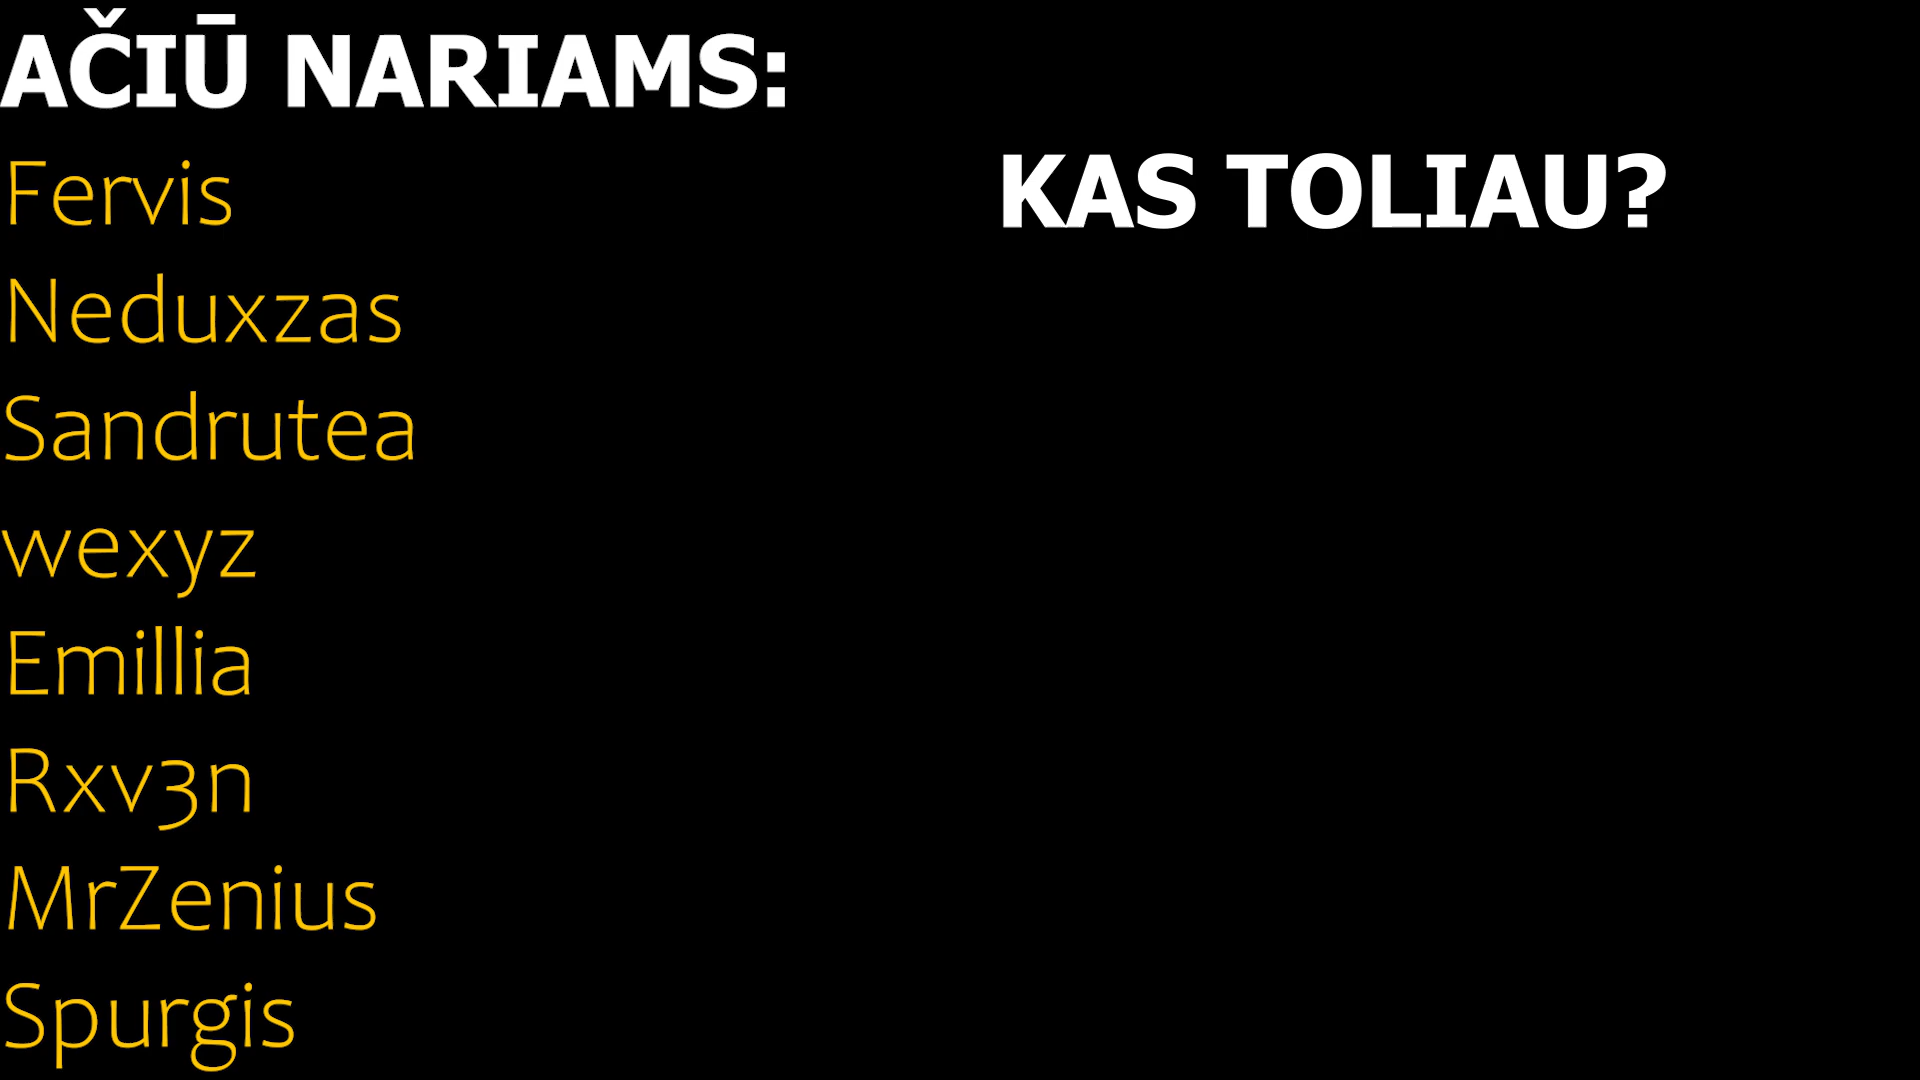 AČIŪ NARIAMS:
Fervis
Neduxzas
Sandrutea
wexyz
Emillia
Rxv3n
MrZenius
Spurgis
KAS TOLIAU?